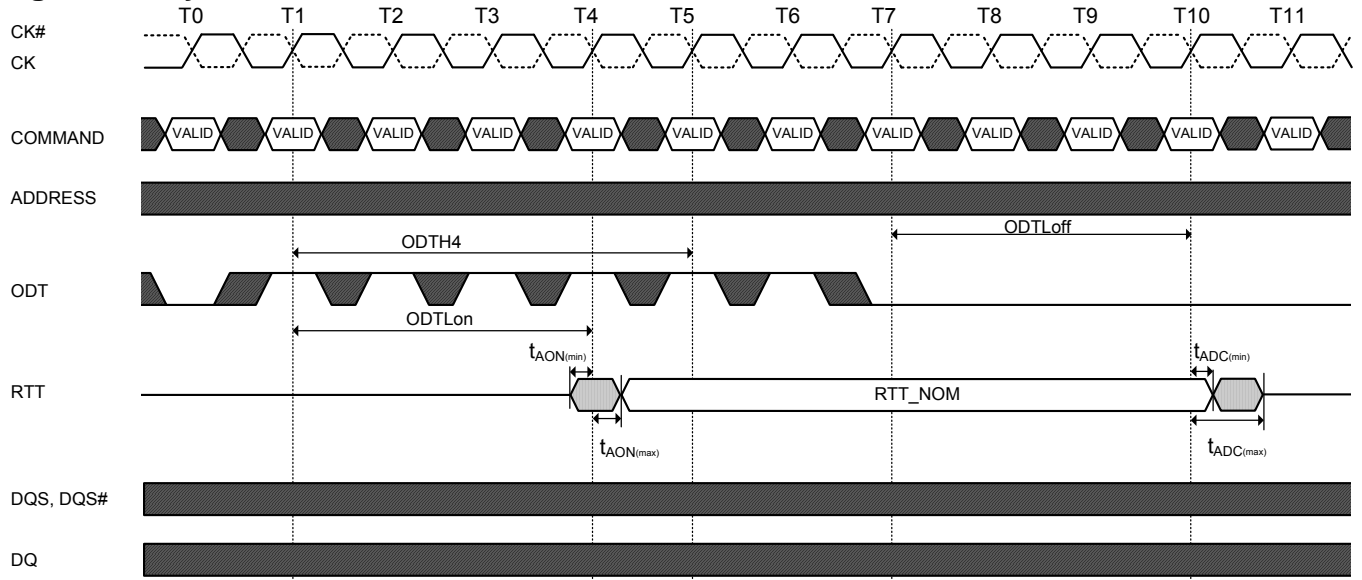 T0 T1 T2 T3 T4 T5 T6 T7 T8 T9 T10 T11
CK#
CK
COMMAND VALID VALID VALID VALID VALID VALID VALID VALID VALID VALID VALID VALID
ADDRESS
ODTLoff
ODTH4
ODT
ODTLon
tAON(min) tADC(min)
RTT RTT_NOM
tAON(max) tADC(max)
DQS, DQS#
DQ